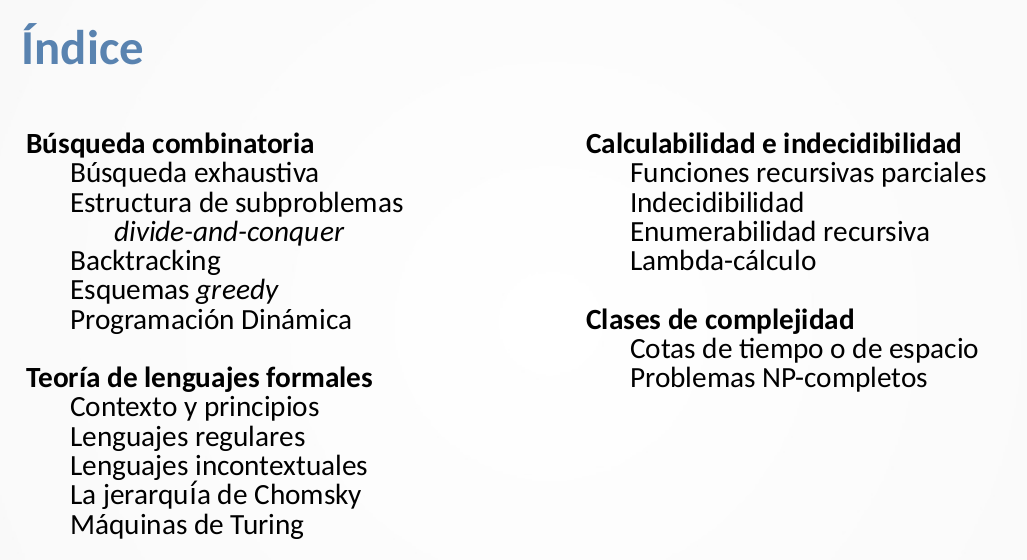 Índice
Búsqueda combinatoria
Búsqueda exhaustiva
Estructura de subproblemas
divide-and-conquer
Backtracking
Esquemas greedy
Programación Dinámica
Teoría de lenguajes formales
Contexto y principios
Lenguajes regulares
Lenguajes incontextuales
La jerarquía de Chomsky
Máquinas de Turing
Calculabilidad e indecidibilidad
Funciones recursivas parciales
Indecidibilidad
Enumerabilidad recursiva
Lambda-cálculo
Clases de complejidad
Cotas de tiempo o de espacio
Problemas NP-completos